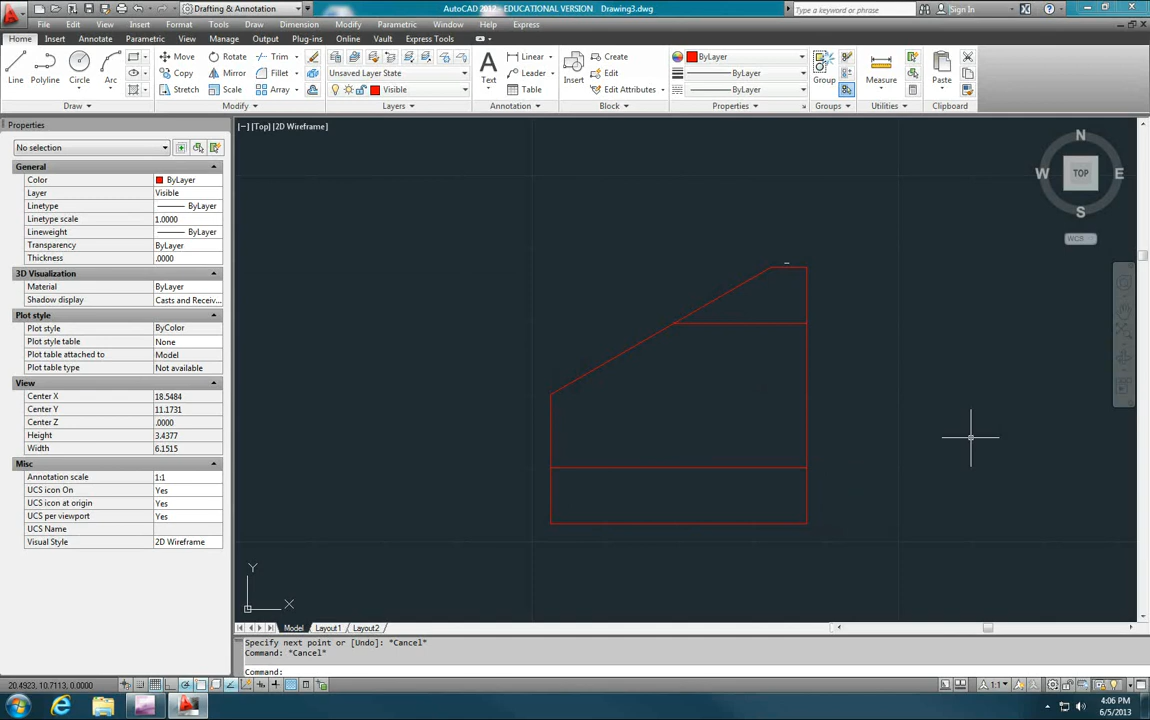 Drafting & Annotation
AutoCAD 2012 - EDUCATIONAL VERSION Drawing3.dwg
Type a keyword or phrase
Sign In
File Edit View Insert Format Tools Draw Dimension Modify Parametric Window Help Express
Home Insert Annotate Parametric View Manage Output Plug-ins Online Vault Express Tools
Line Polyline Circle Arc
Move Rotate Trim
Copy Mirror Fillet
Stretch Scale Array
Unsaved Layer State
Visible
Text
Linear
Leader
Table
Insert
Create
Edit
Edit Attributes
ByLayer
ByLayer
ByLayer
Group
Measure
Paste
Draw Modify Layers Annotation Block Properties Groups Utilities Clipboard
Properties
No selection
General
Color ByLayer
Layer Visible
Linetype ByLayer
Linetype scale 1.0000
Lineweight ByLayer
Transparency ByLayer
Thickness .0000
3D Visualization
Material ByLayer
Shadow display Casts and Receiv...
Plot style
Plot style ByColor
Plot style table None
Plot table attached to Model
Plot table type Not available
View
Center X 18.5484
Center Y 11.1731
Center Z .0000
Height 3.4377
Width 6.1515
Misc
Annotation scale 1:1
UCS icon On Yes
UCS icon at origin Yes
UCS per viewport Yes
UCS Name
Visual Style 2D Wireframe
[−] [Top] [2D Wireframe]
N
W TOP E
S
WCS
Y
X
Model Layout1 Layout2
Specify next point or [Undo]: *Cancel*
Command: *Cancel*
Command:
20.4923, 10.7113, 0.0000
1:1
4:06 PM
6/5/2013